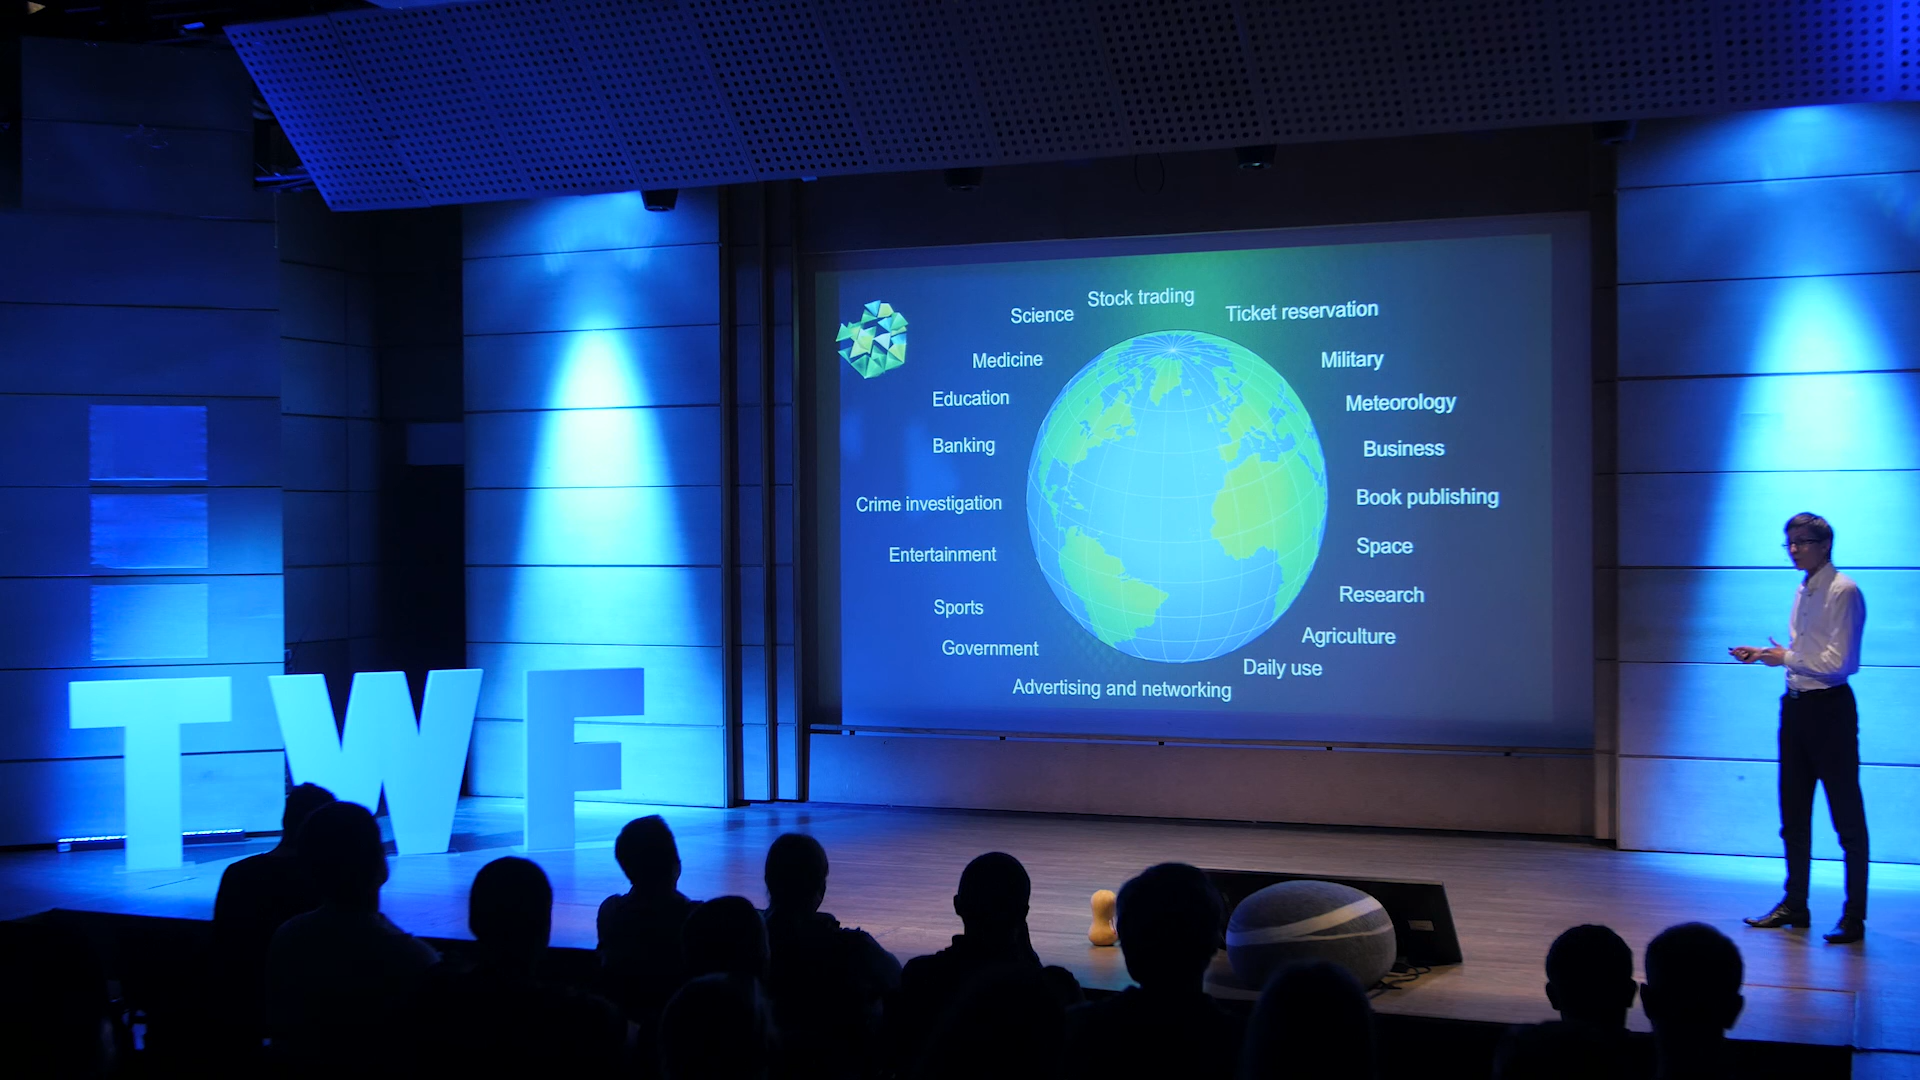 Stock trading
Science
Ticket reservation
Medicine
Military
Education
Meteorology
Banking
Business
Crime investigation
Book publishing
Entertainment
Space
Sports
Research
Government
Agriculture
Daily use
Advertising and networking
TWF